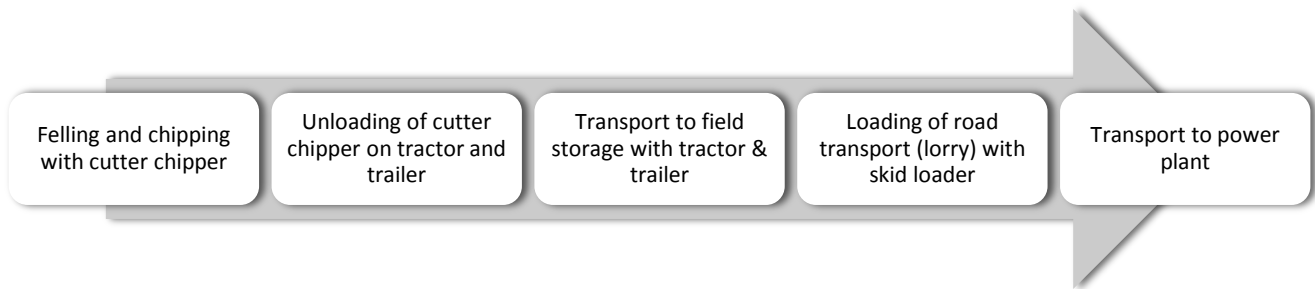 Felling and chipping
with cutter chipper
Unloading of cutter
chipper on tractor and
trailer
Transport to field
storage with tractor &
trailer
Loading of road
transport (lorry) with
skid loader
Transport to power
plant